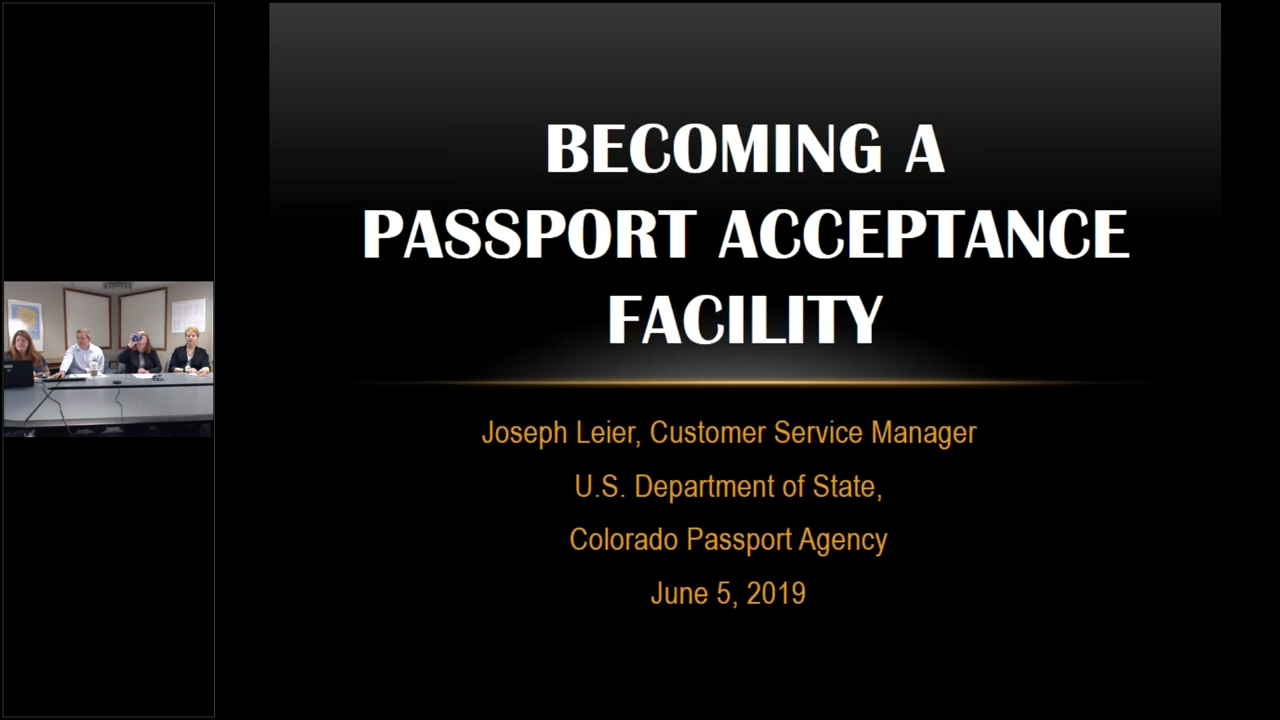 BECOMING A
PASSPORT ACCEPTANCE
FACILITY
Joseph Leier, Customer Service Manager
U.S. Department of State,
Colorado Passport Agency
June 5, 2019